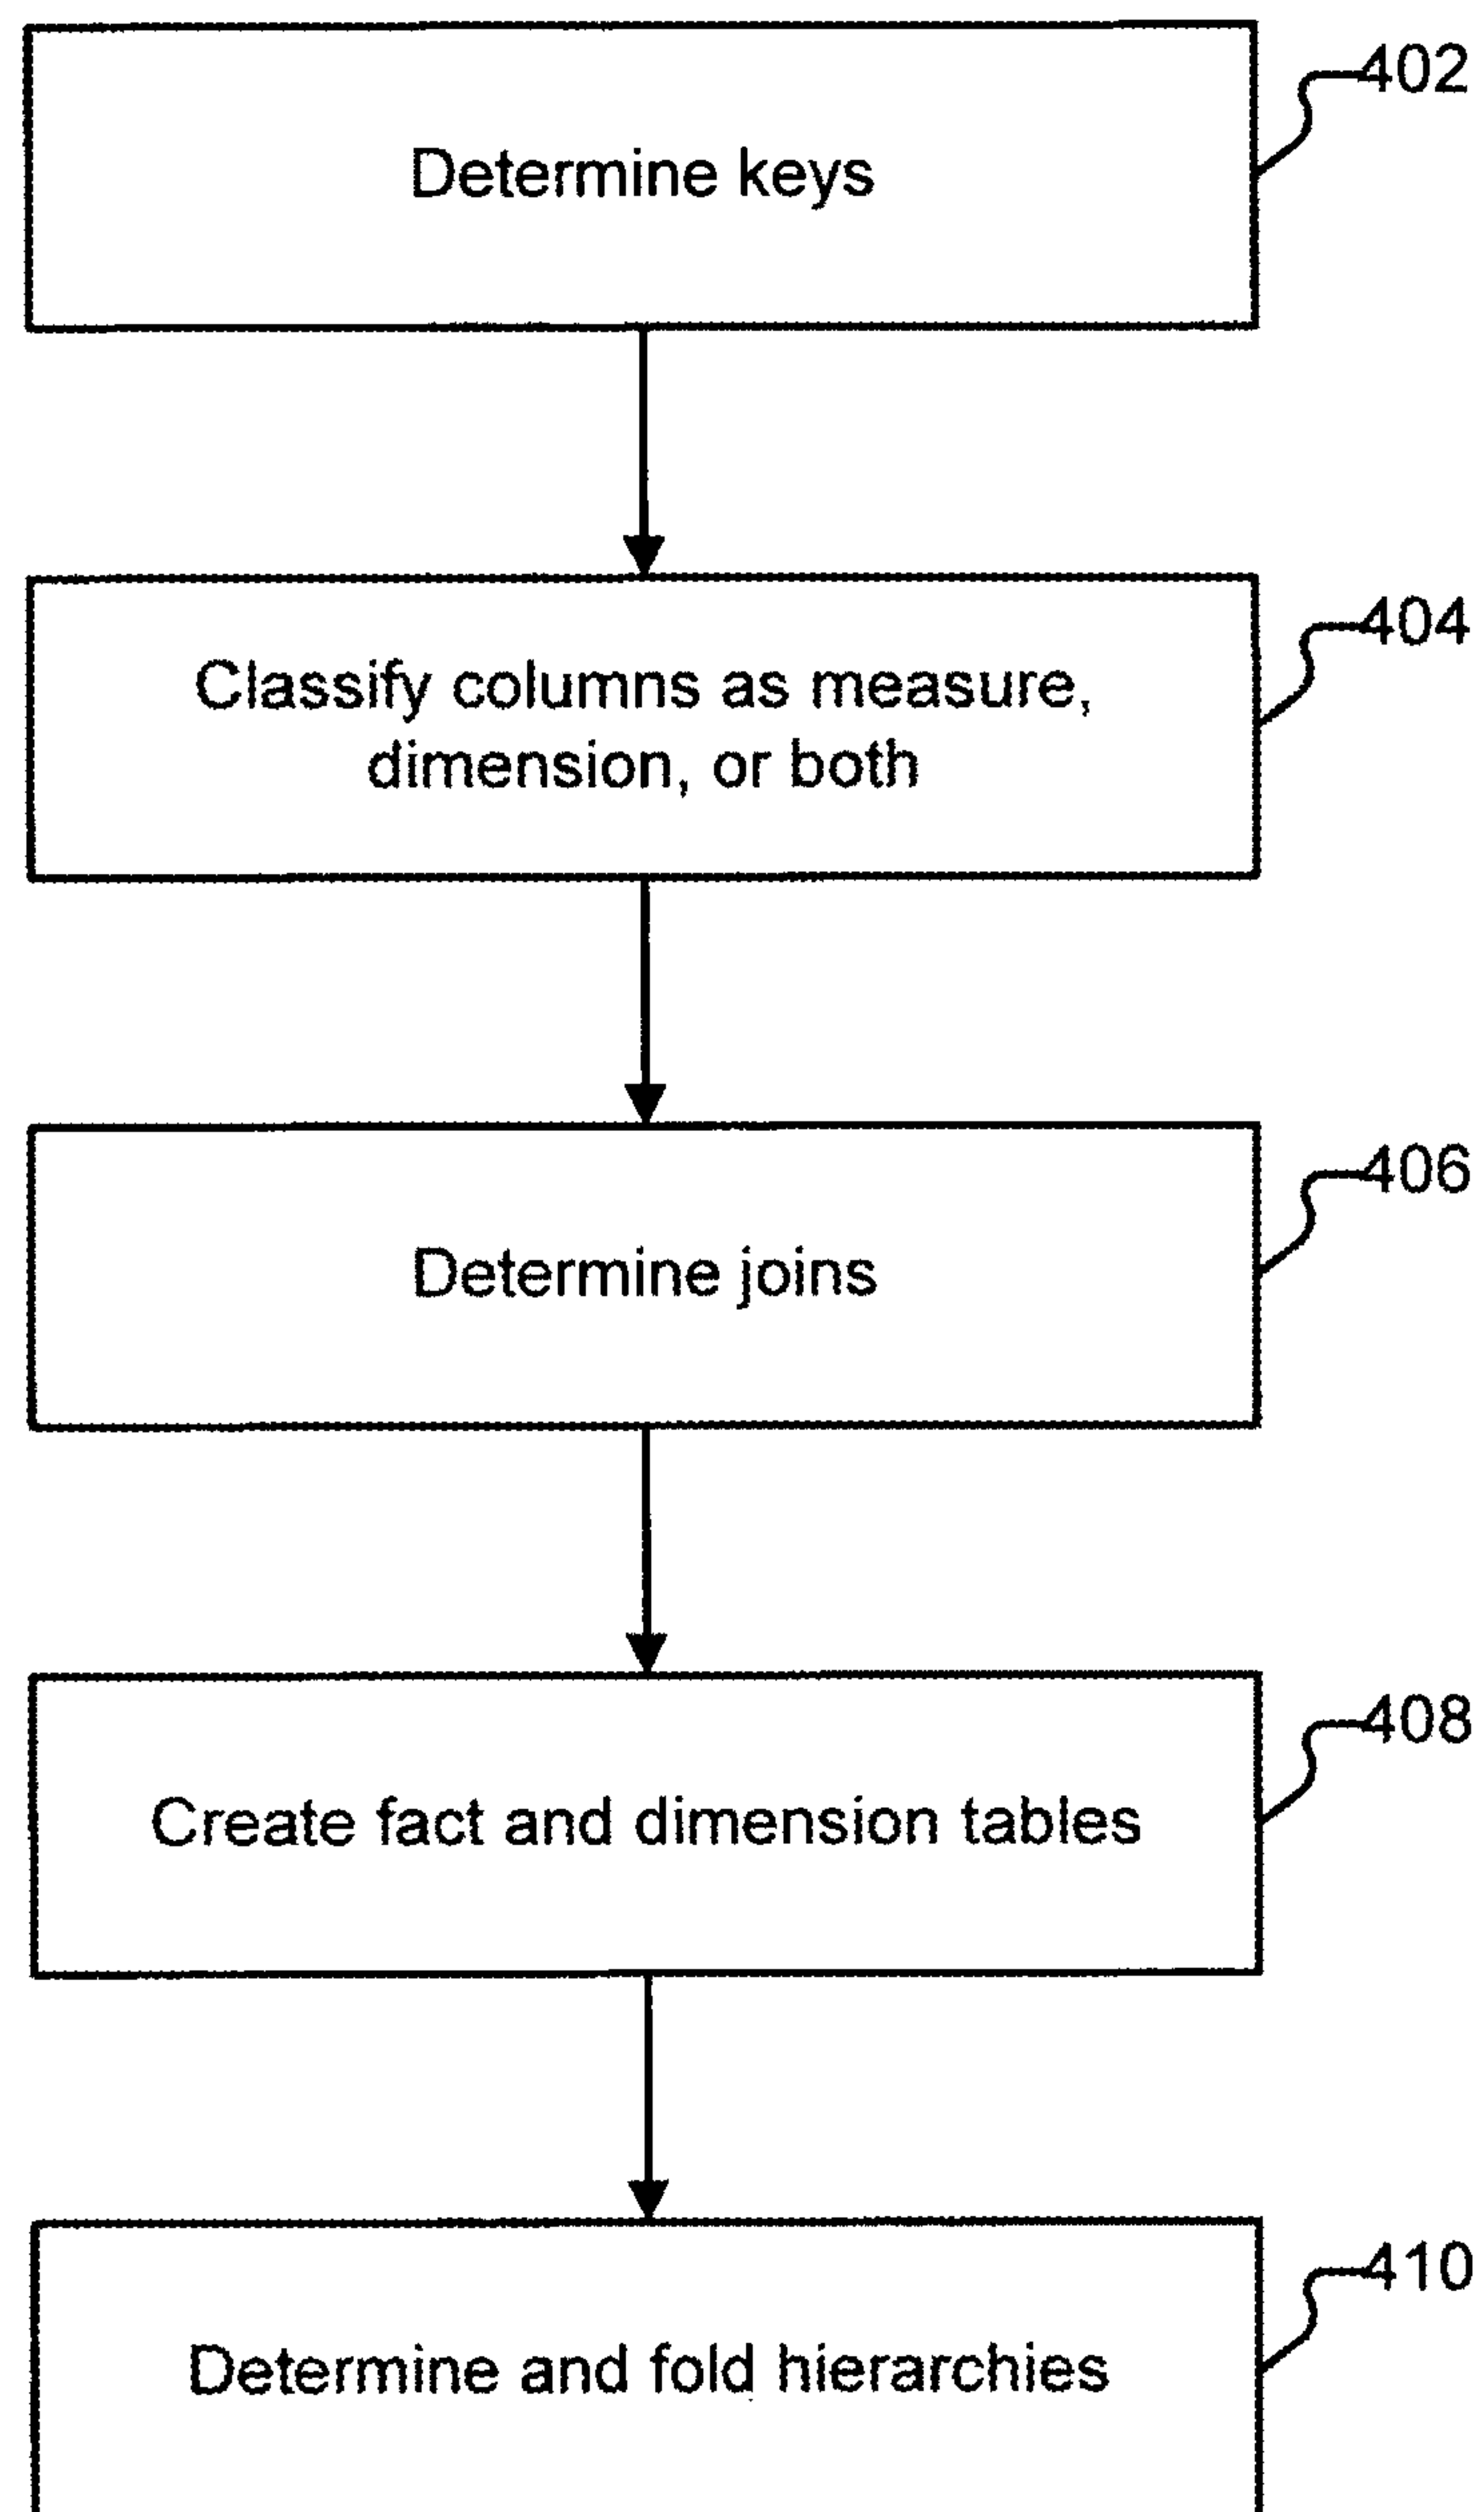 402
Determine keys
404
Classify columns as measure,
dimension, or both
406
Determine joins
408
Create fact and dimension tables
410
Determine and fold hierarchies